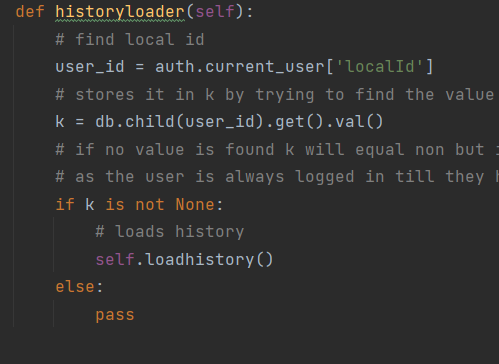 def historyloader(self):
# find local id
user_id = auth.current_user['localId']
# stores it in k by trying to find the value
k = db.child(user_id).get().val()
# if no value is found k will equal non but
# as the user is always logged in till they
if k is not None:
# loads history
self.loadhistory()
else:
pass